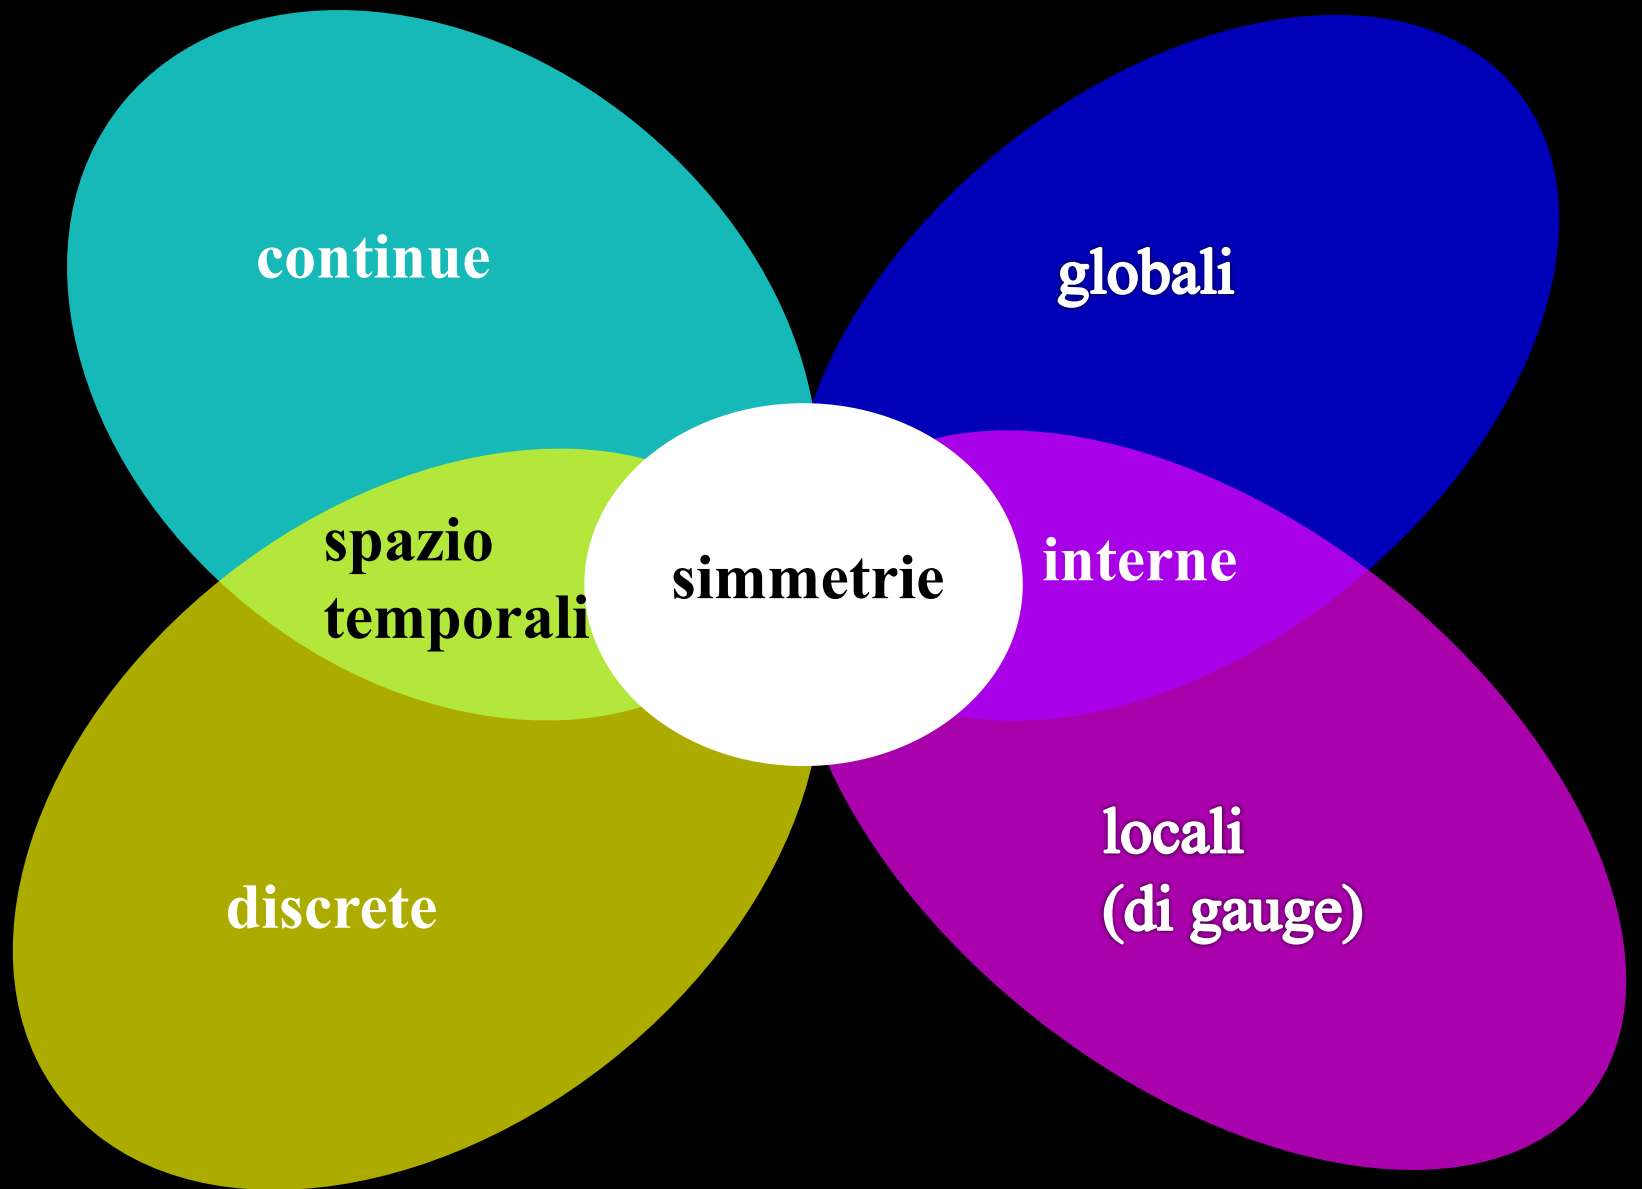 continue
globali
spazio
temporali
simmetrie
interne
discrete
locali
(di gauge)